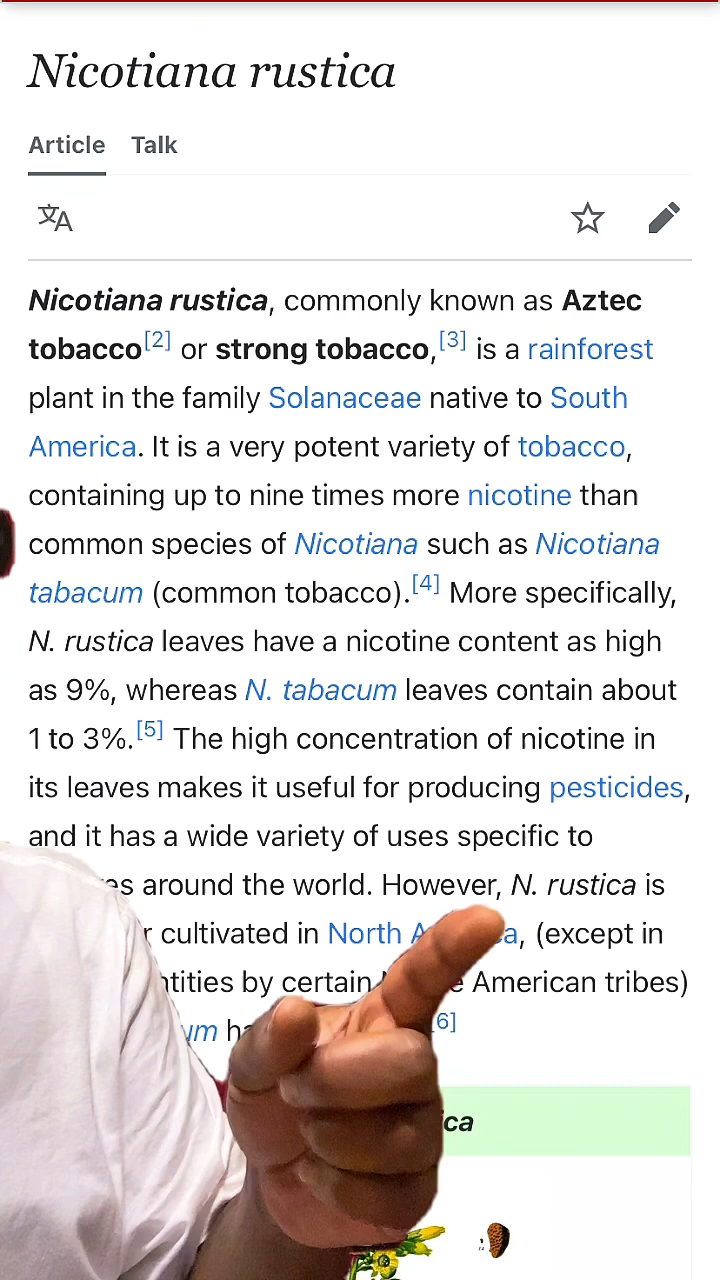 Nicotiana rustica
Article Talk
文A
Nicotiana rustica, commonly known as Aztec
tobacco[2] or strong tobacco,[3] is a rainforest
plant in the family Solanaceae native to South
America. It is a very potent variety of tobacco,
containing up to nine times more nicotine than
common species of Nicotiana such as Nicotiana
tabacum (common tobacco).[4] More specifically,
N. rustica leaves have a nicotine content as high
as 9%, whereas N. tabacum leaves contain about
1 to 3%.[5] The high concentration of nicotine in
its leaves makes it useful for producing pesticides,
and it has a wide variety of uses specific to
around the world. However, N. rustica is
cultivated in North (except in
by certain American tribes)
[6]